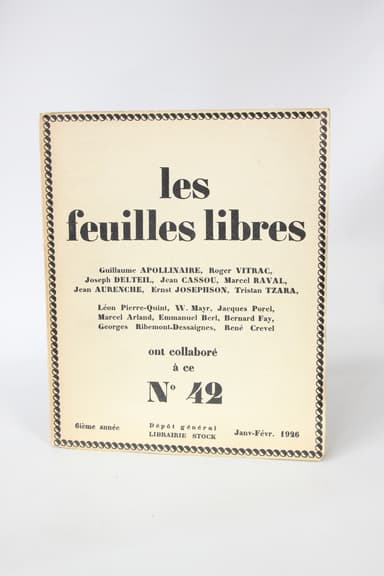 les
feuilles libres
Guillaume APOLLINAIRE, Roger VITRAC,
Joseph DELTEIL, Jean CASSOU, Marcel RAVAL,
Jean AURENCHE, Ernst JOSEPHSON, Tristan TZARA,
Léon Pierre-Quint, W. Mayr, Jacques Porel,
Marcel Arland, Emmanuel Berl, Bernard Fay,
Georges Ribemont-Dessaignes, René Crevel
ont collaboré
à ce
No 42
6ième année
Dépôt général
LIBRAIRIE STOCK
Janv-Févr. 1926